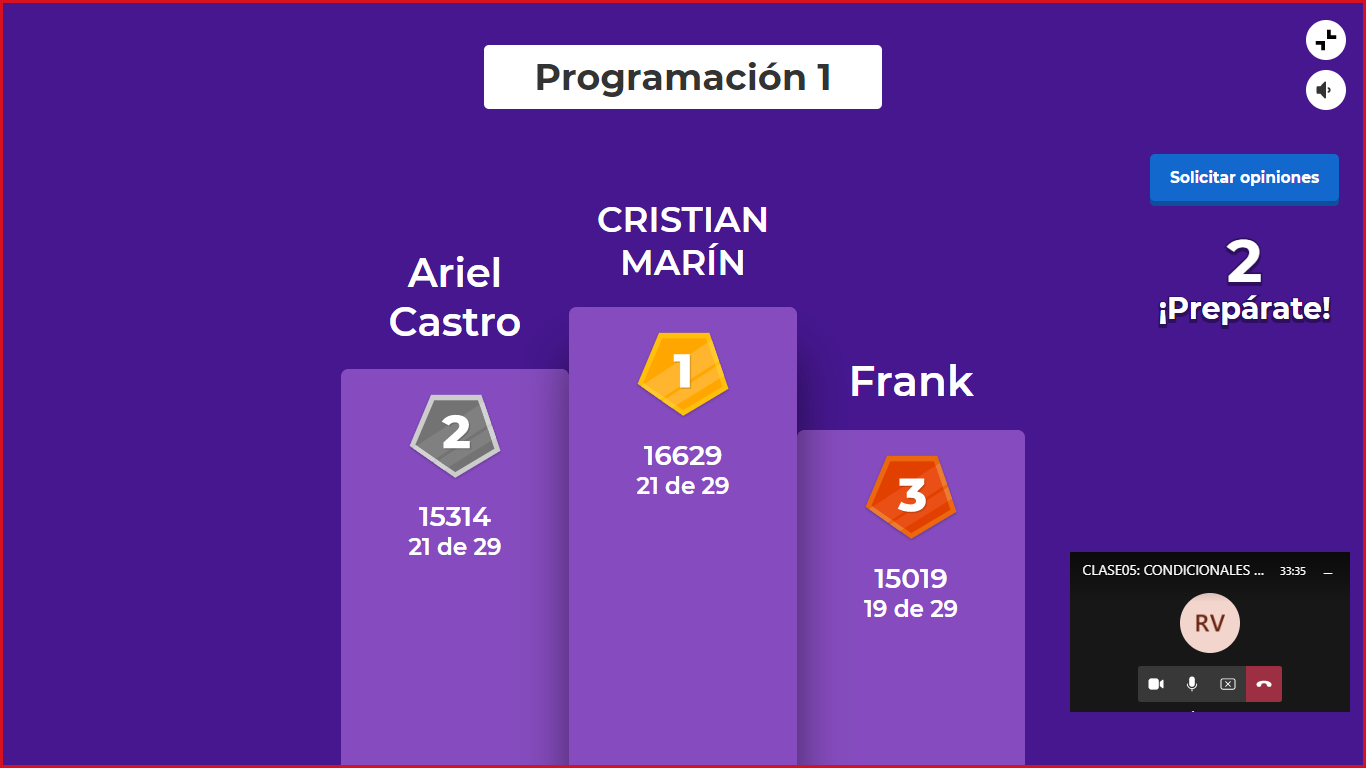 Programación 1
Solicitar opiniones
2
¡Prepárate!
CRISTIAN
MARÍN
1
16629
21 de 29
Ariel
Castro
2
15314
21 de 29
Frank
3
15019
19 de 29
CLASE05: CONDICIONALES ... 33:35
RV